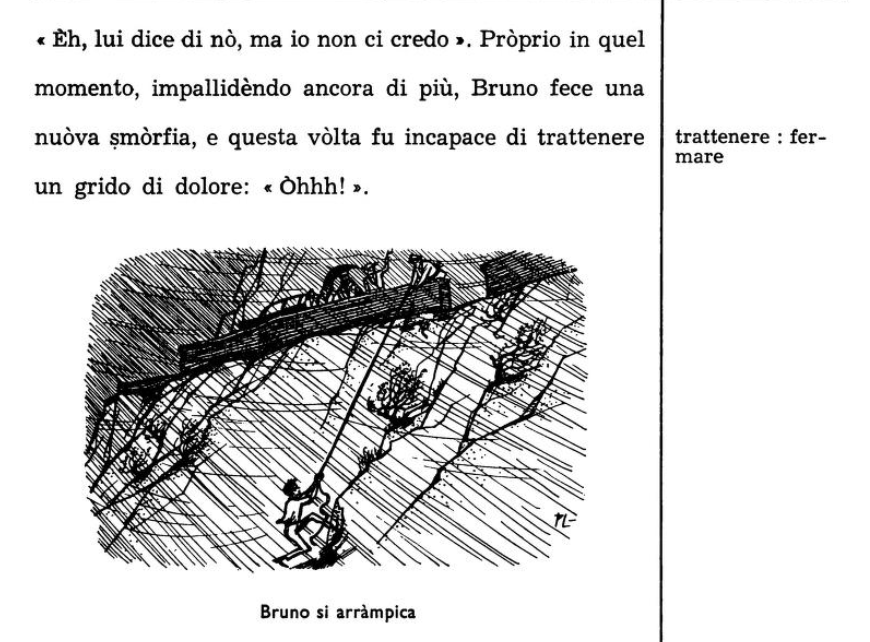 « Èh, lui dice di nò, ma io non ci credo ». Pròprio in quel
momento, impallidèndo ancora di più, Bruno fece una
nuòva ṣmòrfia, e questa vòlta fu incapace di trattenere
un grido di dolore: « Òhhh! ».
trattenere : fer-
mare
Bruno si arràmpica